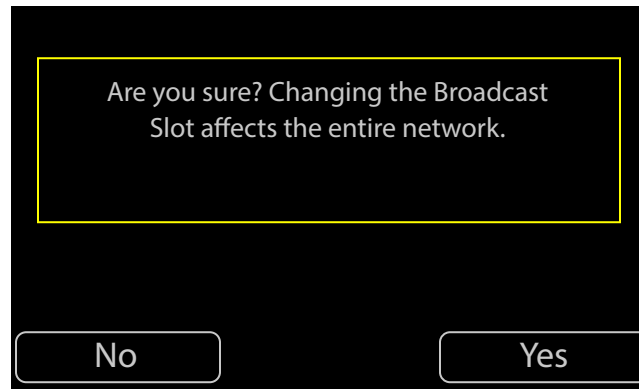 Are you sure? Changing the Broadcast
Slot affects the entire network.
No
Yes